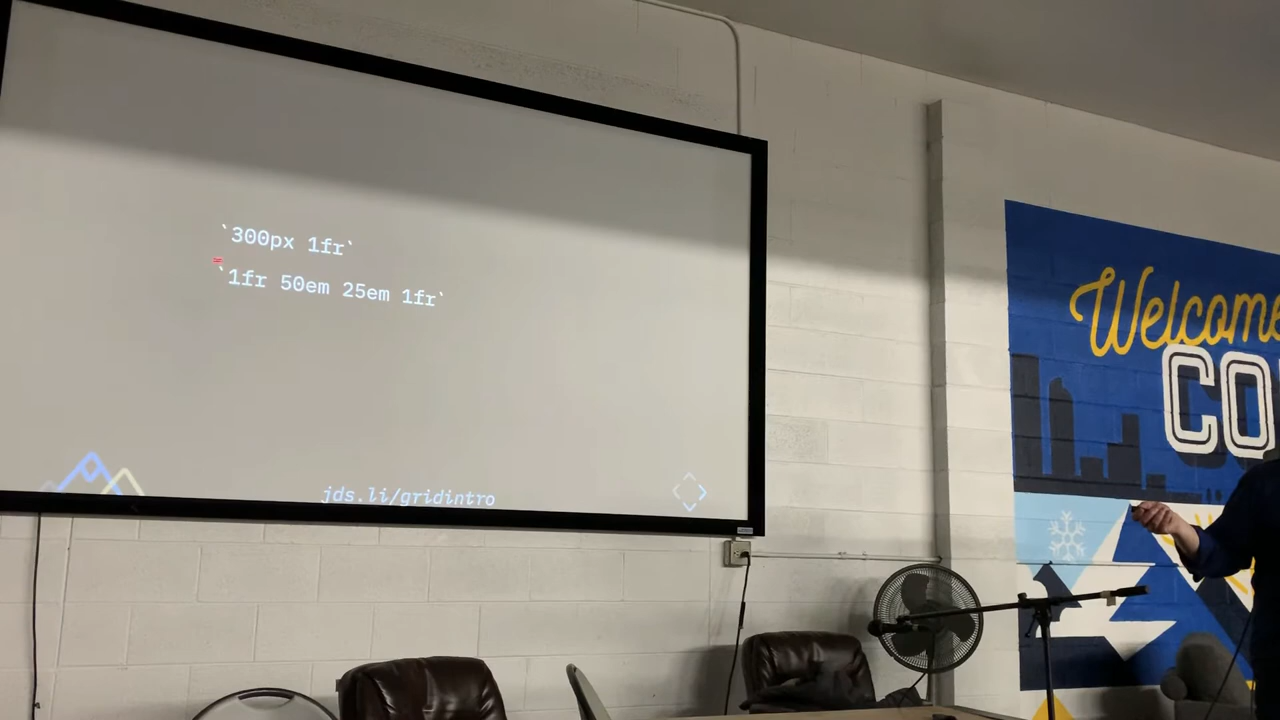 `300px 1fr`
`1fr 50em 25em 1fr`
jds.li/gridintro
Welcome
CO